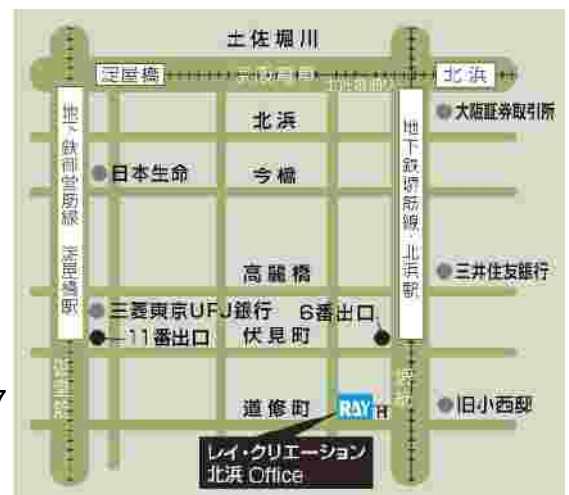 土佐堀川
淀屋橋
北浜
大阪証券取引所
北浜
地下鉄御堂筋線 淀屋橋駅
地下鉄堺筋線・北浜駅
日本生命
今橋
高麗橋
三井住友銀行
三菱東京UFJ銀行
6番出口
11番出口
伏見町
道修町
RAY
H
旧小西邸
レイ・クリエーション
北浜 Office
7